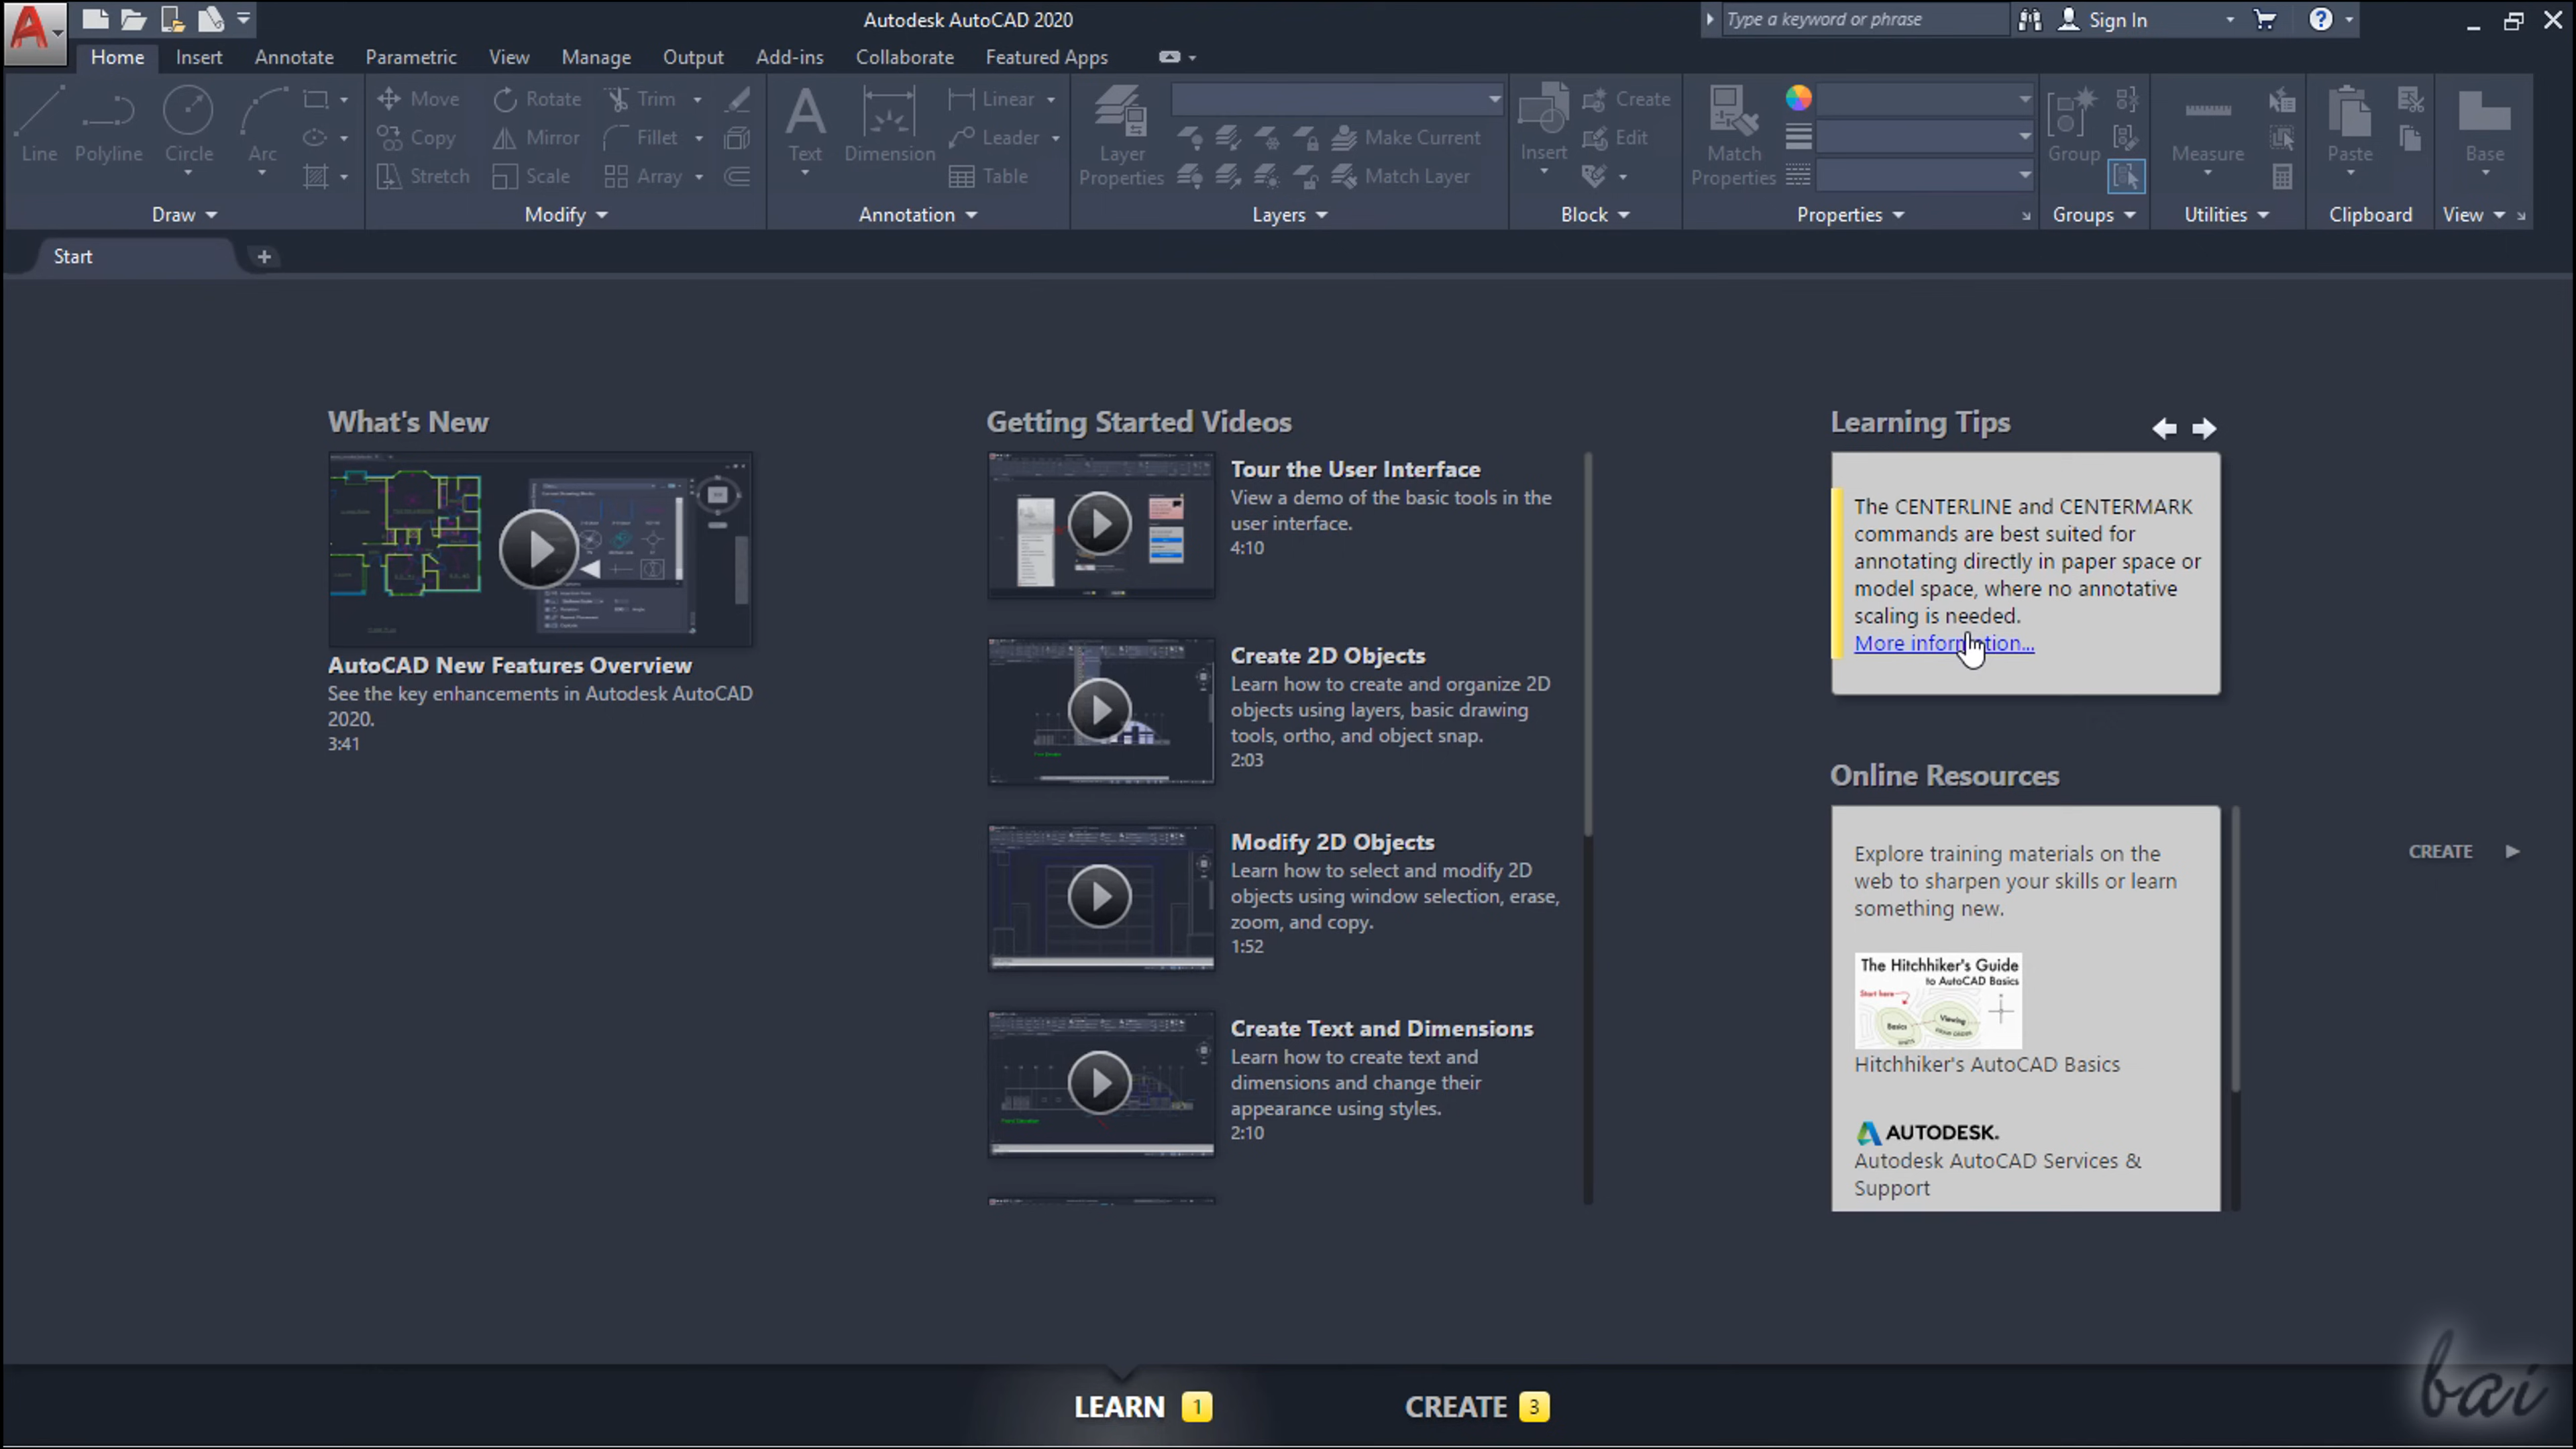 Autodesk AutoCAD 2020
Type a keyword or phrase
Sign In
Home Insert Annotate Parametric View Manage Output Add-ins Collaborate Featured Apps
Line Polyline Circle Arc
Draw
Move Rotate Trim
Copy Mirror Fillet
Stretch Scale Array
Modify
Text Dimension
Linear
Leader
Table
Annotation
Layer
Properties
Make Current
Match Layer
Layers
Insert
Create
Edit
Block
Match
Properties
Properties
Group
Groups
Measure
Utilities
Paste
Clipboard
Base
View
Start
What's New
AutoCAD New Features Overview
See the key enhancements in Autodesk AutoCAD
2020.
3:41
Getting Started Videos
Tour the User Interface
View a demo of the basic tools in the
user interface.
4:10
Create 2D Objects
Learn how to create and organize 2D
objects using layers, basic drawing
tools, ortho, and object snap.
2:03
Modify 2D Objects
Learn how to select and modify 2D
objects using window selection, erase,
zoom, and copy.
1:52
Create Text and Dimensions
Learn how to create text and
dimensions and change their
appearance using styles.
2:10
Learning Tips
The CENTERLINE and CENTERMARK
commands are best suited for
annotating directly in paper space or
model space, where no annotative
scaling is needed.
More information...
Online Resources
Explore training materials on the
web to sharpen your skills or learn
something new.
The Hitchhiker's Guide
to AutoCAD Basics
Start here
Basics
Viewing
Hitchhiker's AutoCAD Basics
AUTODESK.
Autodesk AutoCAD Services &
Support
CREATE
LEARN 1
CREATE 3
bai